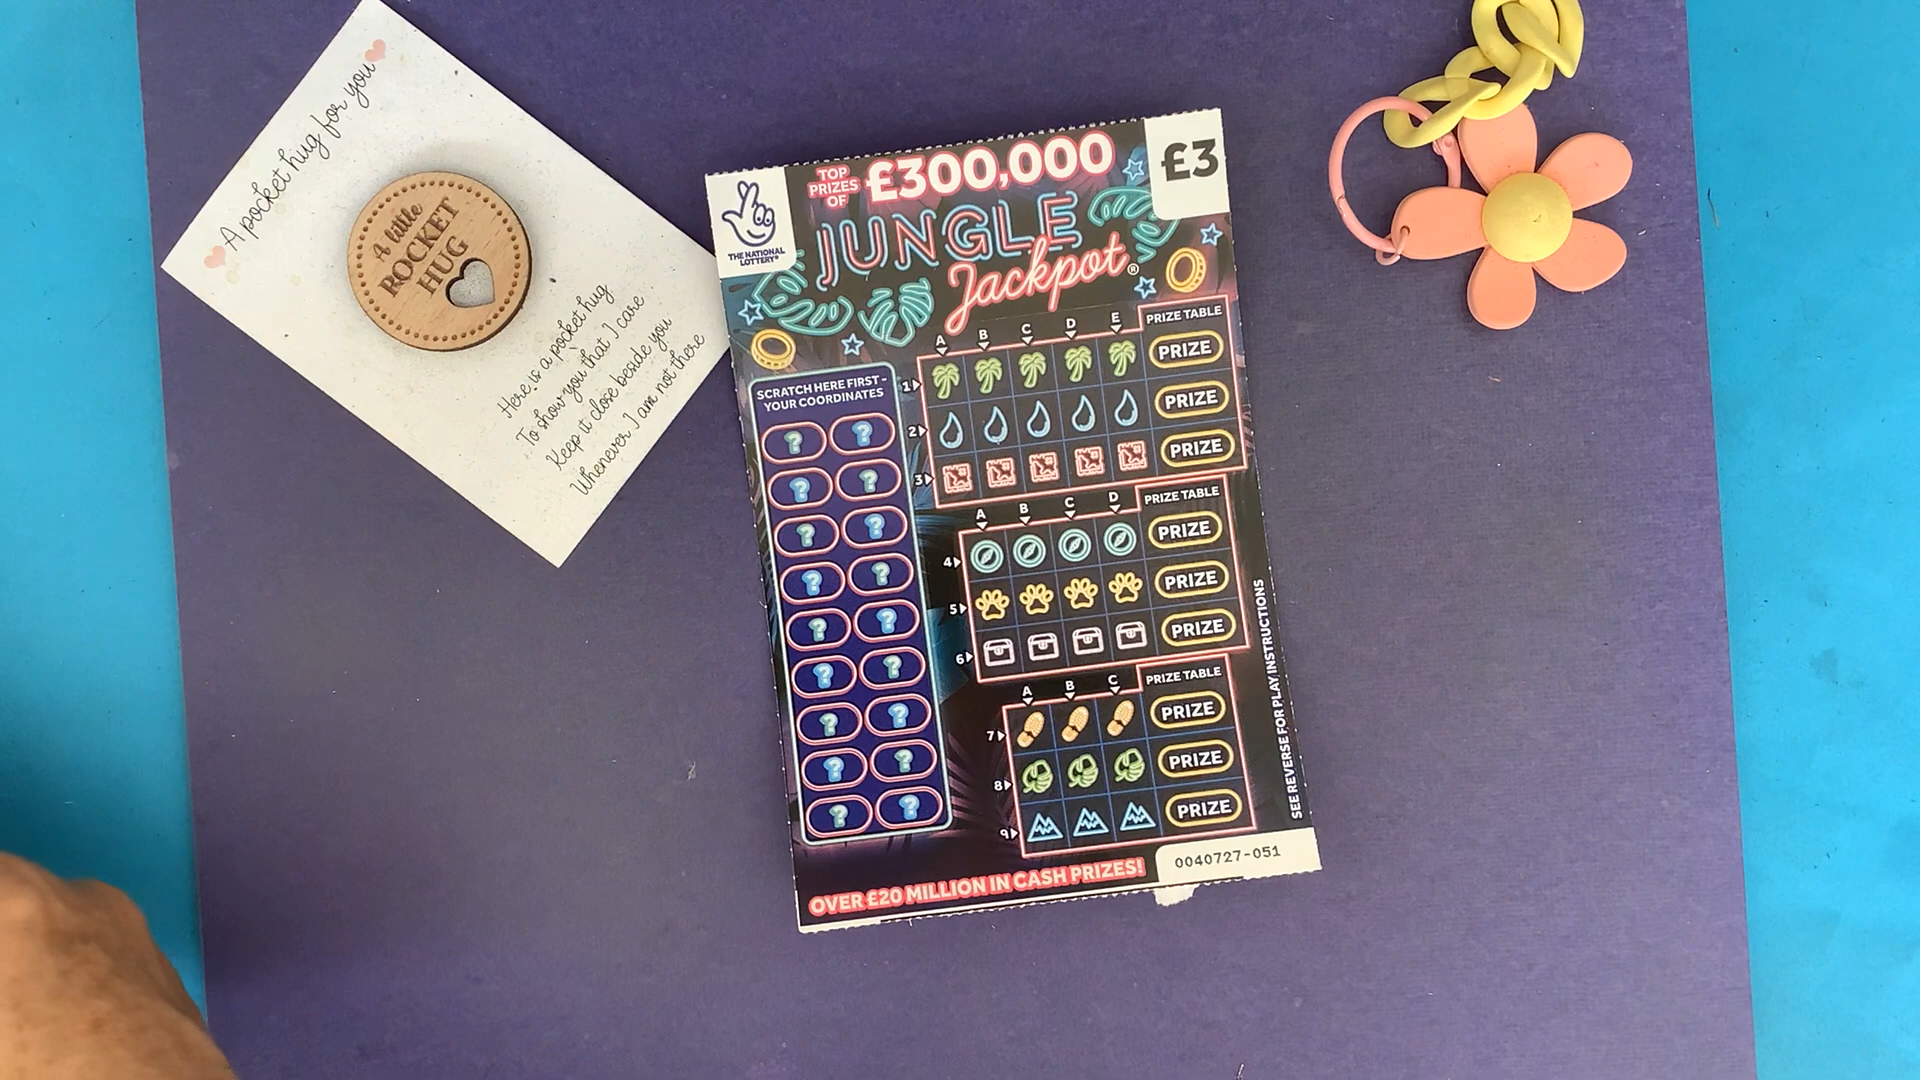 A pocket hug for you
A little
POCKET
HUG
Here is a pocket hug
To show you that I care
Keep it close beside you
Whenever I am not there
THE NATIONAL
LOTTERY®
TOP
PRIZES
OF
£300,000
£3
JUNGLE
Jackpot®
SCRATCH HERE FIRST -
YOUR COORDINATES
? ?
? ?
? ?
? ?
? ?
? ?
? ?
? ?
? ?
A B C D E PRIZE TABLE
1 PRIZE
2 PRIZE
3 PRIZE
A B C D PRIZE TABLE
4 PRIZE
5 PRIZE
6 PRIZE
A B C PRIZE TABLE
7 PRIZE
8 PRIZE
9 PRIZE
SEE REVERSE FOR PLAY INSTRUCTIONS
OVER £20 MILLION IN CASH PRIZES!
0040727-051